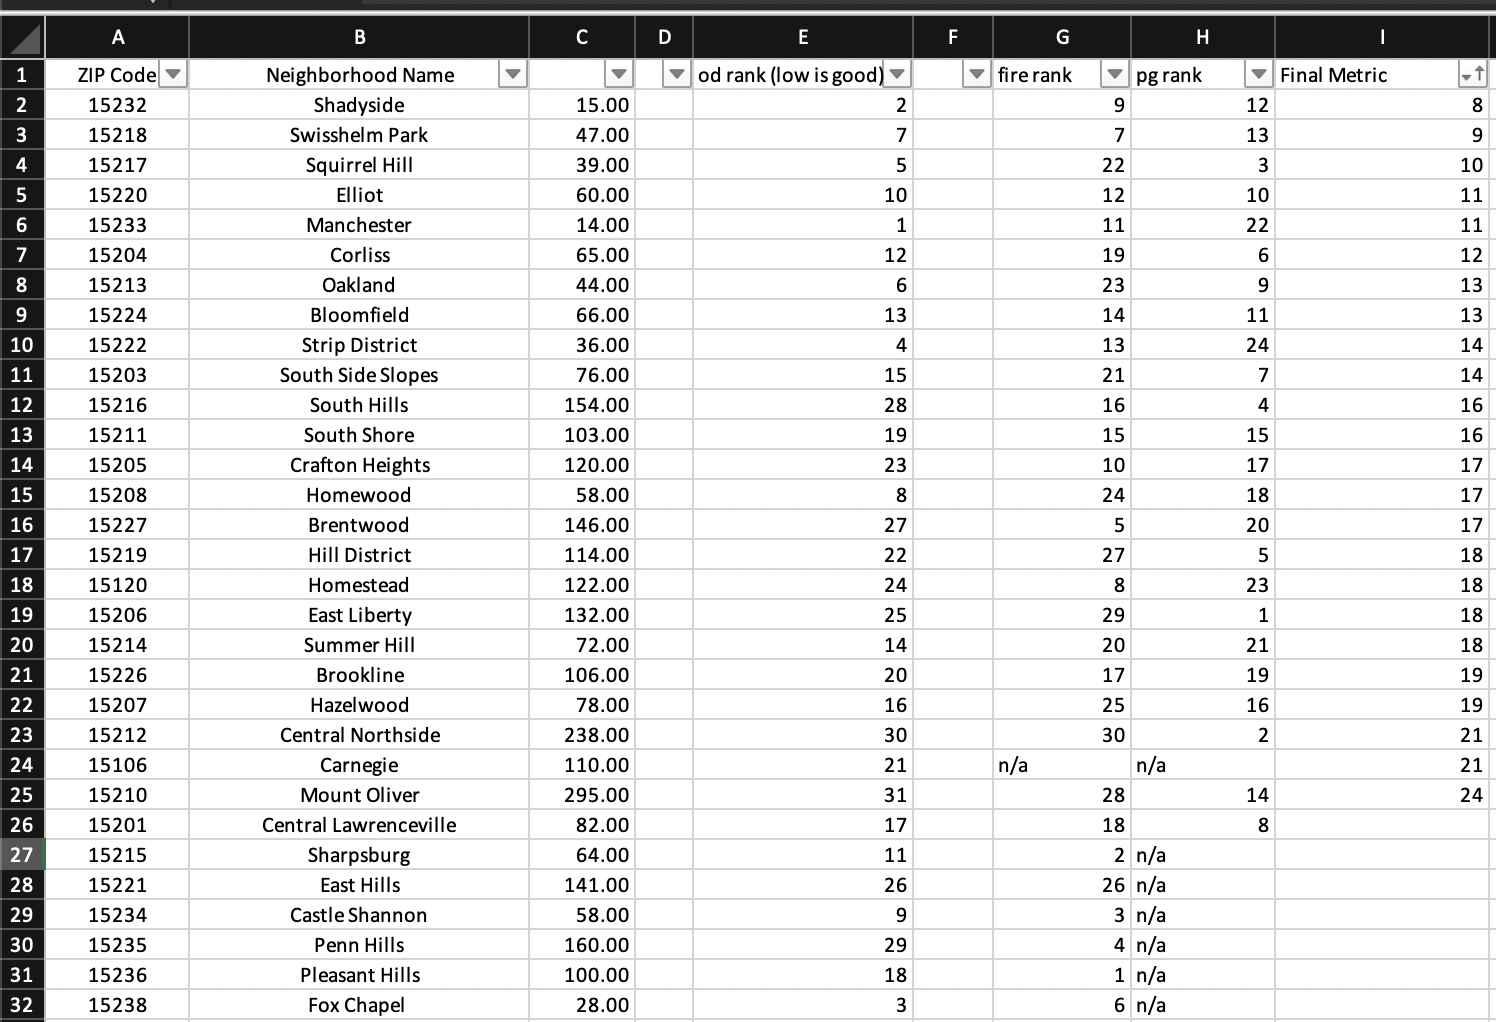 A B C D E F G H I
1 ZIP Code Neighborhood Name od rank (low is good) fire rank pg rank Final Metric
2 15232 Shadyside 15.00 2 9 12 8
3 15218 Swisshelm Park 47.00 7 7 13 9
4 15217 Squirrel Hill 39.00 5 22 3 10
5 15220 Elliot 60.00 10 12 10 11
6 15233 Manchester 14.00 1 11 22 11
7 15204 Corliss 65.00 12 19 6 12
8 15213 Oakland 44.00 6 23 9 13
9 15224 Bloomfield 66.00 13 14 11 13
10 15222 Strip District 36.00 4 13 24 14
11 15203 South Side Slopes 76.00 15 21 7 14
12 15216 South Hills 154.00 28 16 4 16
13 15211 South Shore 103.00 19 15 15 16
14 15205 Crafton Heights 120.00 23 10 17 17
15 15208 Homewood 58.00 8 24 18 17
16 15227 Brentwood 146.00 27 5 20 17
17 15219 Hill District 114.00 22 27 5 18
18 15120 Homestead 122.00 24 8 23 18
19 15206 East Liberty 132.00 25 29 1 18
20 15214 Summer Hill 72.00 14 20 21 18
21 15226 Brookline 106.00 20 17 19 19
22 15207 Hazelwood 78.00 16 25 16 19
23 15212 Central Northside 238.00 30 30 2 21
24 15106 Carnegie 110.00 21 n/a n/a 21
25 15210 Mount Oliver 295.00 31 28 14 24
26 15201 Central Lawrenceville 82.00 17 18 8
27 15215 Sharpsburg 64.00 11 2 n/a
28 15221 East Hills 141.00 26 26 n/a
29 15234 Castle Shannon 58.00 9 3 n/a
30 15235 Penn Hills 160.00 29 4 n/a
31 15236 Pleasant Hills 100.00 18 1 n/a
32 15238 Fox Chapel 28.00 3 6 n/a